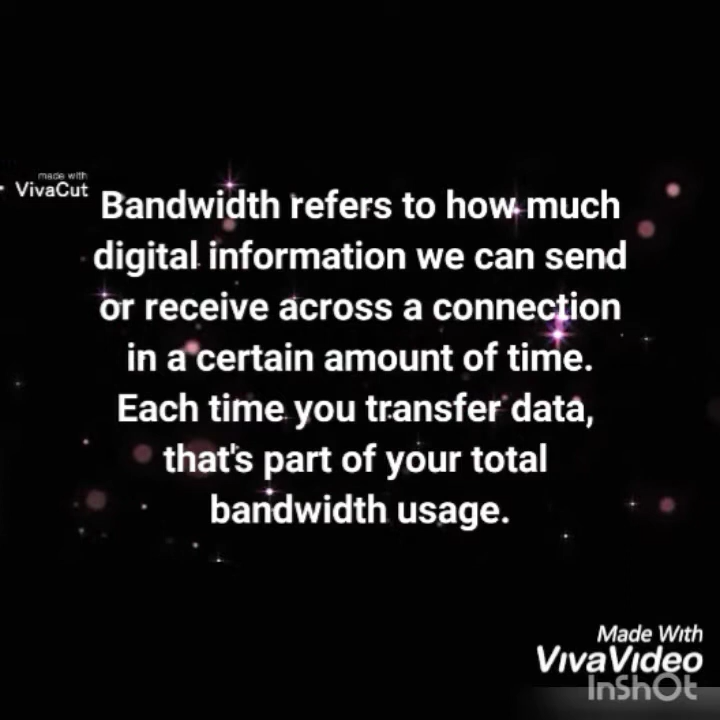 made with
VivaCut
Bandwidth refers to how much
digital information we can send
or receive across a connection
in a certain amount of time.
Each time you transfer data,
that's part of your total
bandwidth usage.
Made With
VivaVideo
InShOt